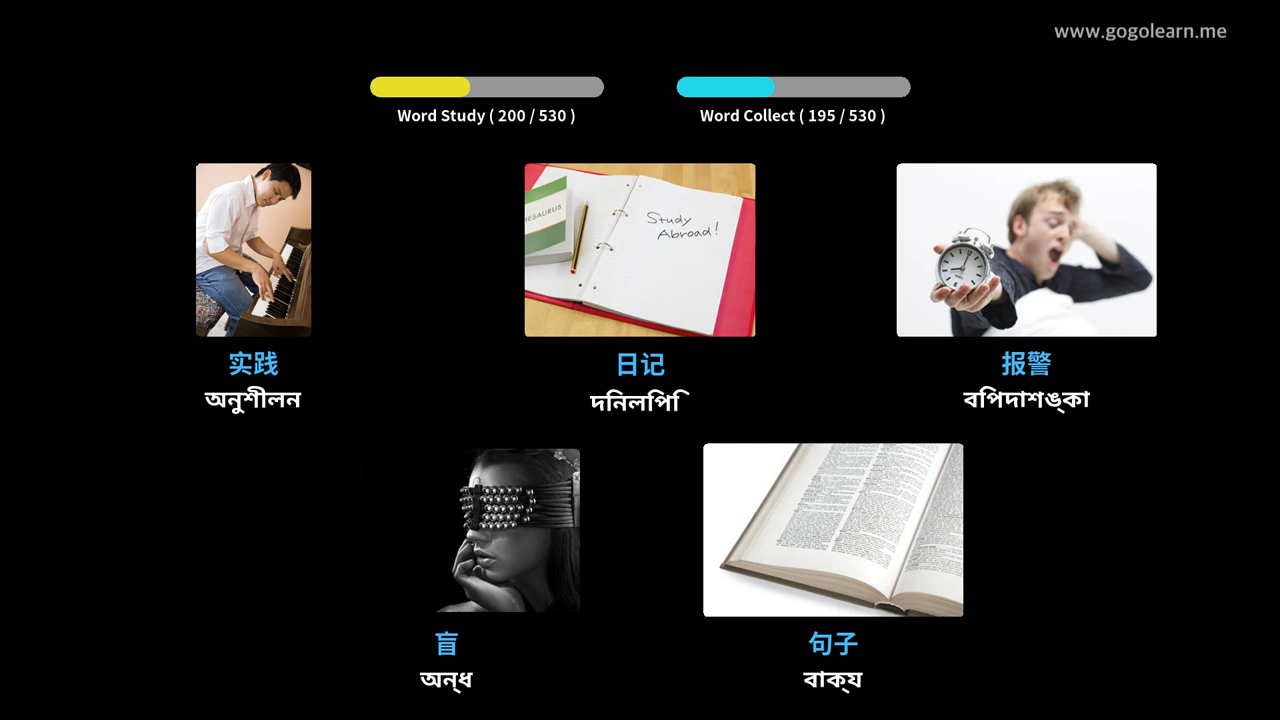 www.gogolearn.me
Word Study ( 200 / 530 )
Word Collect ( 195 / 530 )
THESAURUS
Study
Abroad!
实践
日记
报警
অনুশীলন
দিনলিপি
বিপদাশঙ্কা
盲
句子
অন্ধ
বাক্য